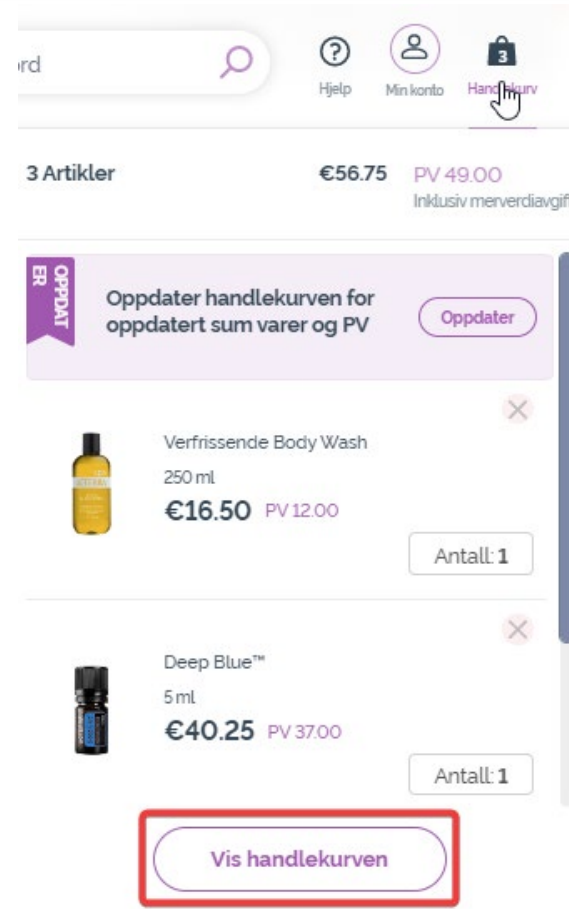 ord
3
Hjelp
Min konto
Handlekurv
3 Artikler
€56.75
PV 49.00
Inklusiv merverdiavgif
OPPDAT
ER
Oppdater handlekurven for
oppdatert sum varer og PV
Oppdater
Verfrissende Body Wash
250 ml
€16.50 PV 12.00
Antall: 1
Deep Blue™
5 ml
€40.25 PV 37.00
Antall: 1
Vis handlekurven